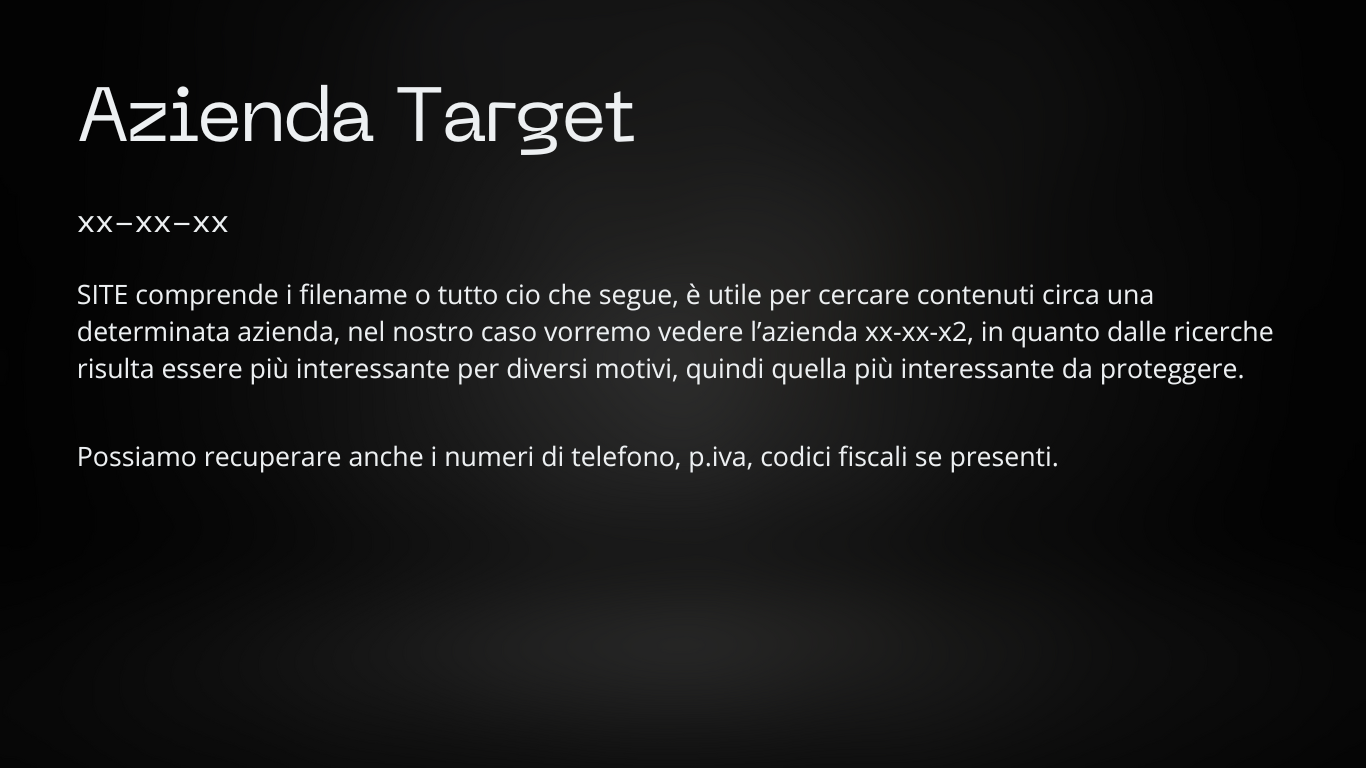 Azienda Target
xx–xx–xx
SITE comprende i filename o tutto cio che segue, è utile per cercare contenuti circa una
determinata azienda, nel nostro caso vorremo vedere l’azienda xx-xx-x2, in quanto dalle ricerche
risulta essere più interessante per diversi motivi, quindi quella più interessante da proteggere.
Possiamo recuperare anche i numeri di telefono, p.iva, codici fiscali se presenti.